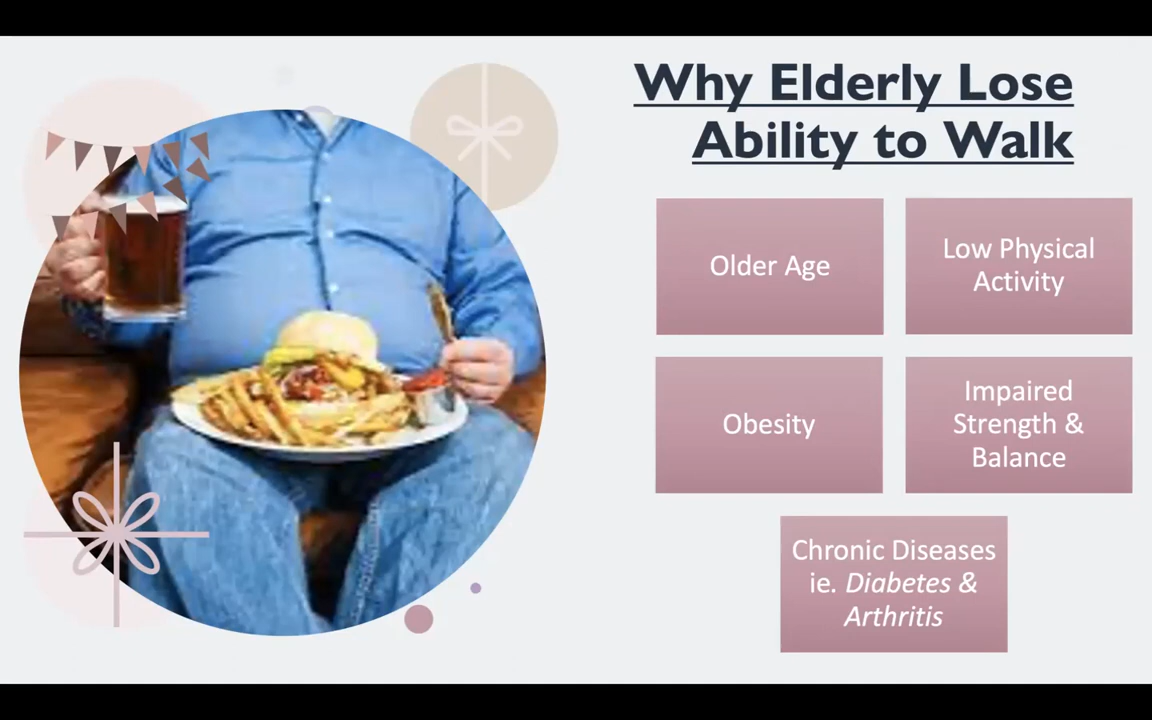 Why Elderly Lose
Ability to Walk
Older Age
Low Physical
Activity
Obesity
Impaired
Strength &
Balance
Chronic Diseases
ie. Diabetes &
Arthritis